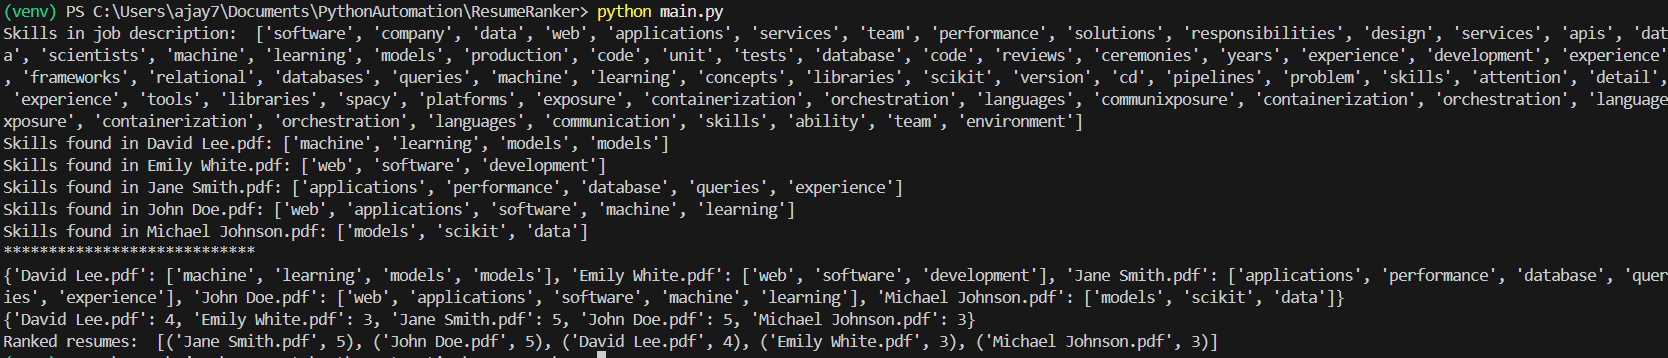 (venv) PS C:\Users\ajay7\Documents\PythonAutomation\ResumeRanker> python main.py
Skills in job description:  ['software', 'company', 'data', 'web', 'applications', 'services', 'team', 'performance', 'solutions', 'responsibilities', 'design', 'services', 'apis', 'dat
a', 'scientists', 'machine', 'learning', 'models', 'production', 'code', 'unit', 'tests', 'database', 'code', 'reviews', 'ceremonies', 'years', 'experience', 'development', 'experience'
, 'frameworks', 'relational', 'databases', 'queries', 'machine', 'learning', 'concepts', 'libraries', 'scikit', 'version', 'cd', 'pipelines', 'problem', 'skills', 'attention', 'detail',
 'experience', 'tools', 'libraries', 'spacy', 'platforms', 'exposure', 'containerization', 'orchestration', 'languages', 'communixposure', 'containerization', 'orchestration', 'language
xposure', 'containerization', 'orchestration', 'languages', 'communication', 'skills', 'ability', 'team', 'environment']
Skills found in David Lee.pdf: ['machine', 'learning', 'models', 'models']
Skills found in Emily White.pdf: ['web', 'software', 'development']
Skills found in Jane Smith.pdf: ['applications', 'performance', 'database', 'queries', 'experience']
Skills found in John Doe.pdf: ['web', 'applications', 'software', 'machine', 'learning']
Skills found in Michael Johnson.pdf: ['models', 'scikit', 'data']
****************************
{'David Lee.pdf': ['machine', 'learning', 'models', 'models'], 'Emily White.pdf': ['web', 'software', 'development'], 'Jane Smith.pdf': ['applications', 'performance', 'database', 'quer
ies', 'experience'], 'John Doe.pdf': ['web', 'applications', 'software', 'machine', 'learning'], 'Michael Johnson.pdf': ['models', 'scikit', 'data']}
{'David Lee.pdf': 4, 'Emily White.pdf': 3, 'Jane Smith.pdf': 5, 'John Doe.pdf': 5, 'Michael Johnson.pdf': 3}
Ranked resumes:  [('Jane Smith.pdf', 5), ('John Doe.pdf', 5), ('David Lee.pdf', 4), ('Emily White.pdf', 3), ('Michael Johnson.pdf', 3)]